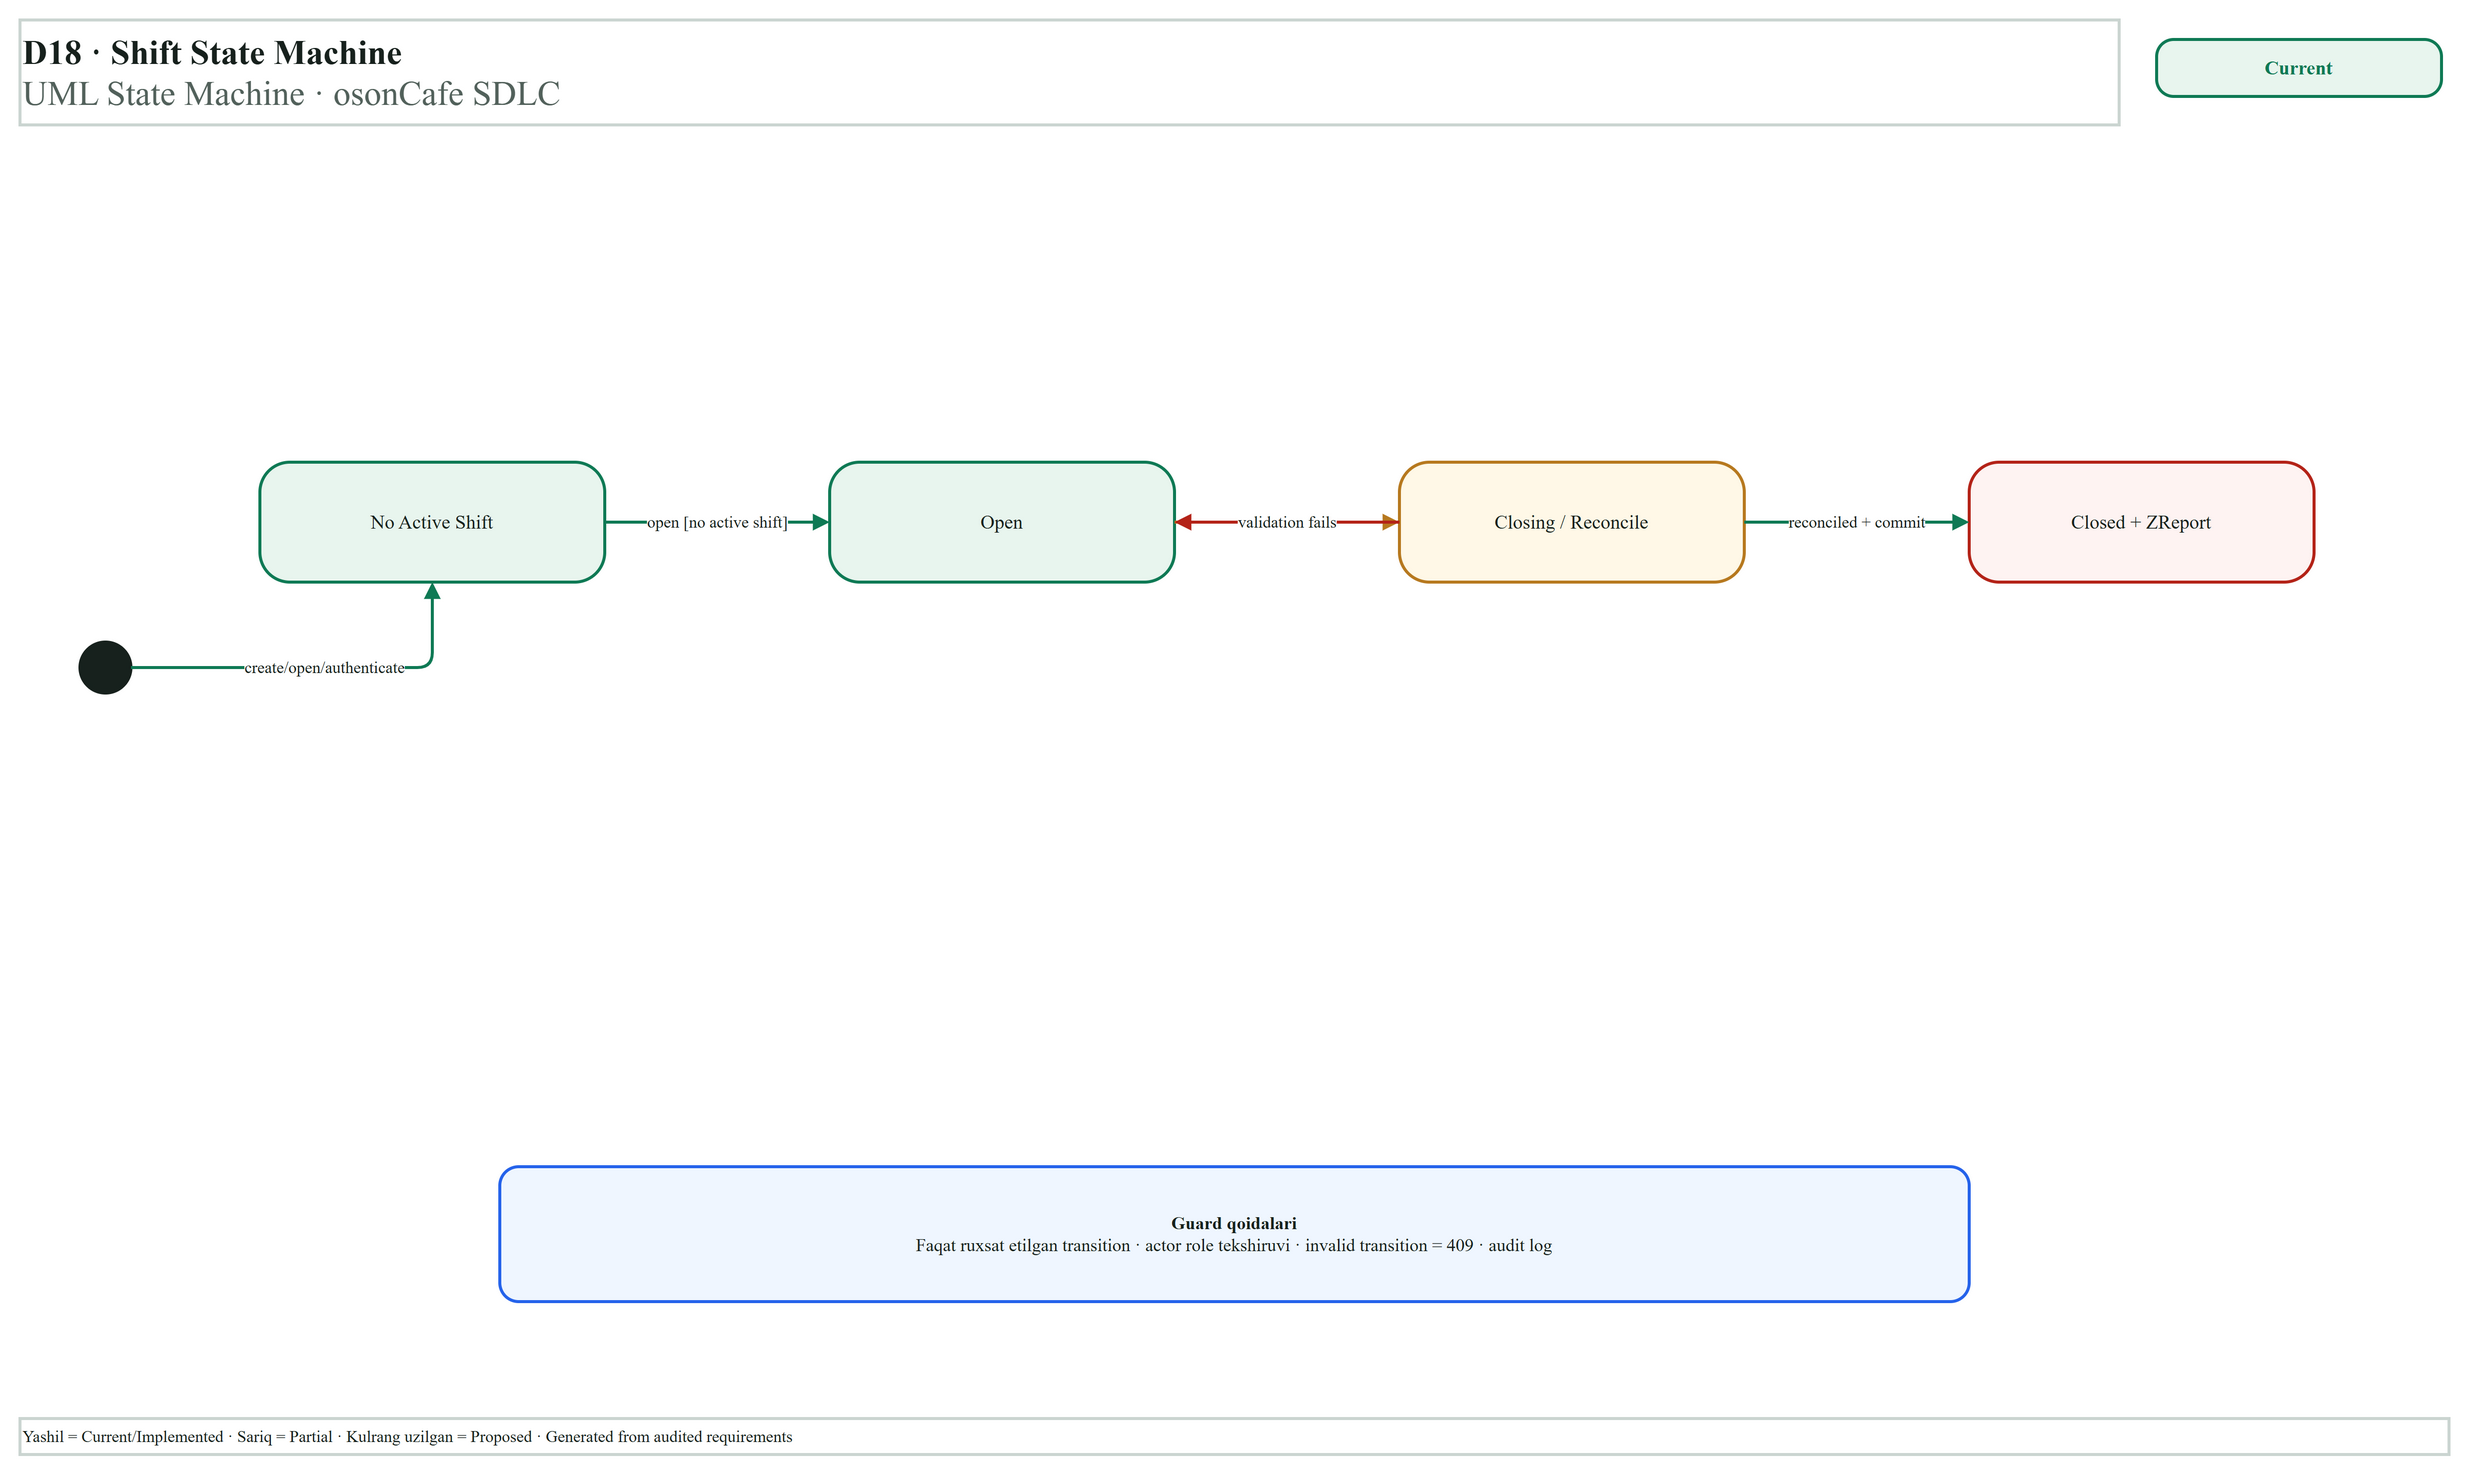 D18 · Shift State Machine
UML State Machine · osonCafe SDLC
Current
No Active Shift
open [no active shift]
Open
validation fails
Closing / Reconcile
reconciled + commit
Closed + ZReport
create/open/authenticate
Guard qoidalari
Faqat ruxsat etilgan transition · actor role tekshiruvi · invalid transition = 409 · audit log
Yashil = Current/Implemented · Sariq = Partial · Kulrang uzilgan = Proposed · Generated from audited requirements